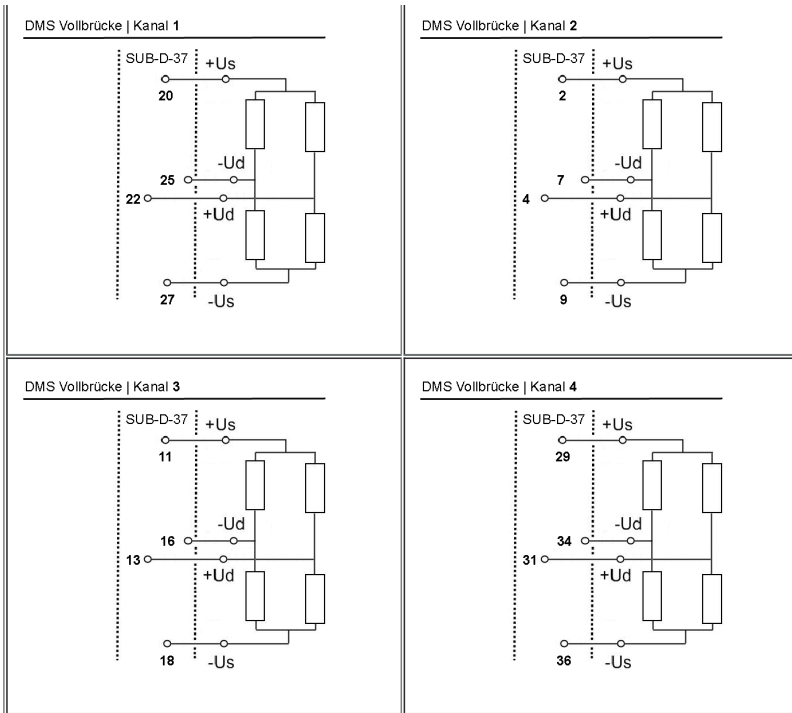 DMS Vollbrücke | Kanal 1
SUB-D-37
+Us
20
-Ud
25
22
+Ud
27
-Us
DMS Vollbrücke | Kanal 2
SUB-D-37
+Us
2
-Ud
7
4
+Ud
9
-Us
DMS Vollbrücke | Kanal 3
SUB-D-37
+Us
11
-Ud
16
13
+Ud
18
-Us
DMS Vollbrücke | Kanal 4
SUB-D-37
+Us
29
-Ud
34
31
+Ud
36
-Us